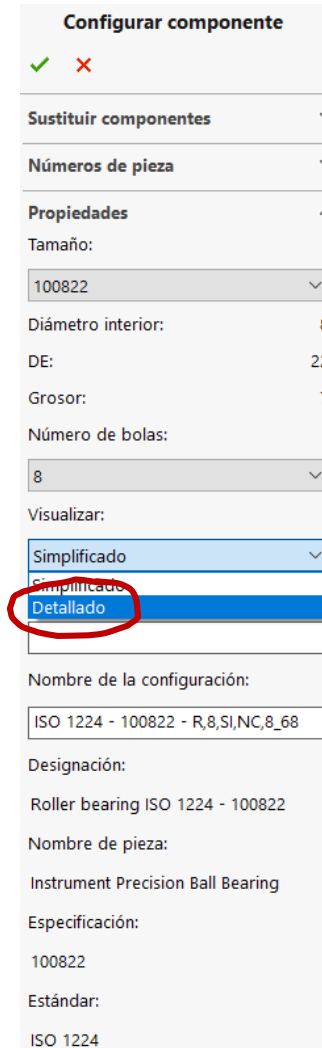 Configurar componente
Sustituir componentes
Números de pieza
Propiedades
Tamaño:
100822
Diámetro interior:
DE:
Grosor:
Número de bolas:
8
Visualizar:
Simplificado
Simplificado
Detallado
Nombre de la configuración:
ISO 1224 - 100822 - R,8,SI,NC,8_68
Designación:
Roller bearing ISO 1224 - 100822
Nombre de pieza:
Instrument Precision Ball Bearing
Especificación:
100822
Estándar:
ISO 1224